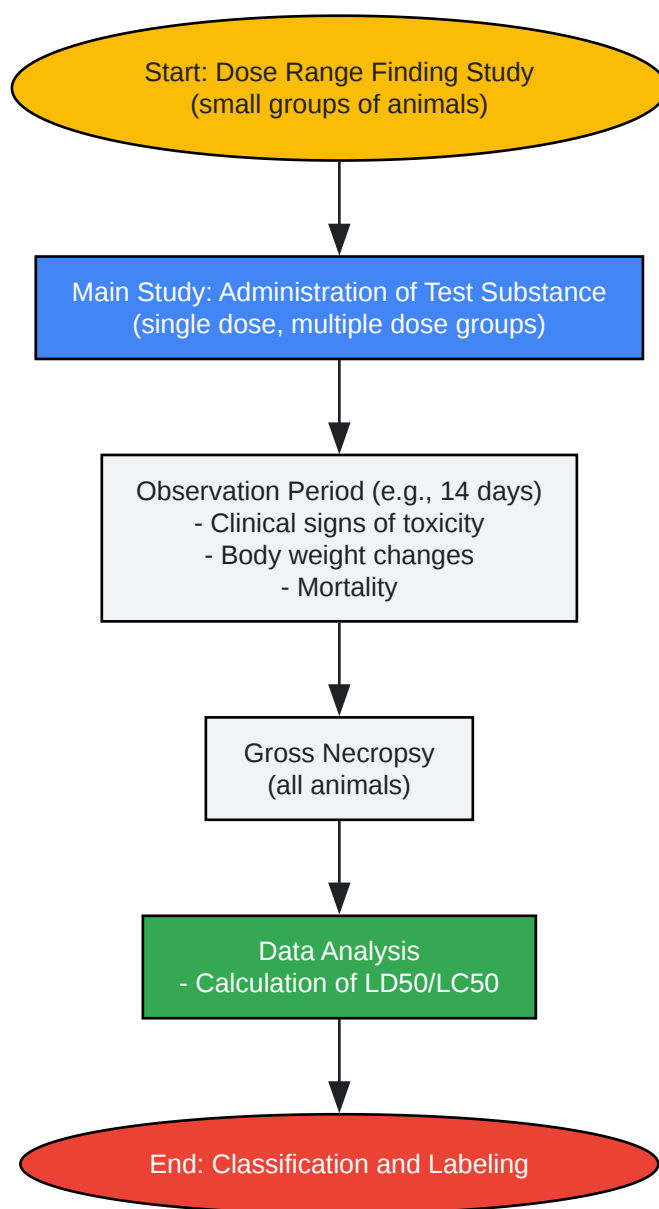 Start: Dose Range Finding Study
(small groups of animals)
Main Study: Administration of Test Substance
(single dose, multiple dose groups)
Observation Period (e.g., 14 days)
- Clinical signs of toxicity
- Body weight changes
- Mortality
Gross Necropsy
(all animals)
Data Analysis
- Calculation of LD50/LC50
End: Classification and Labeling